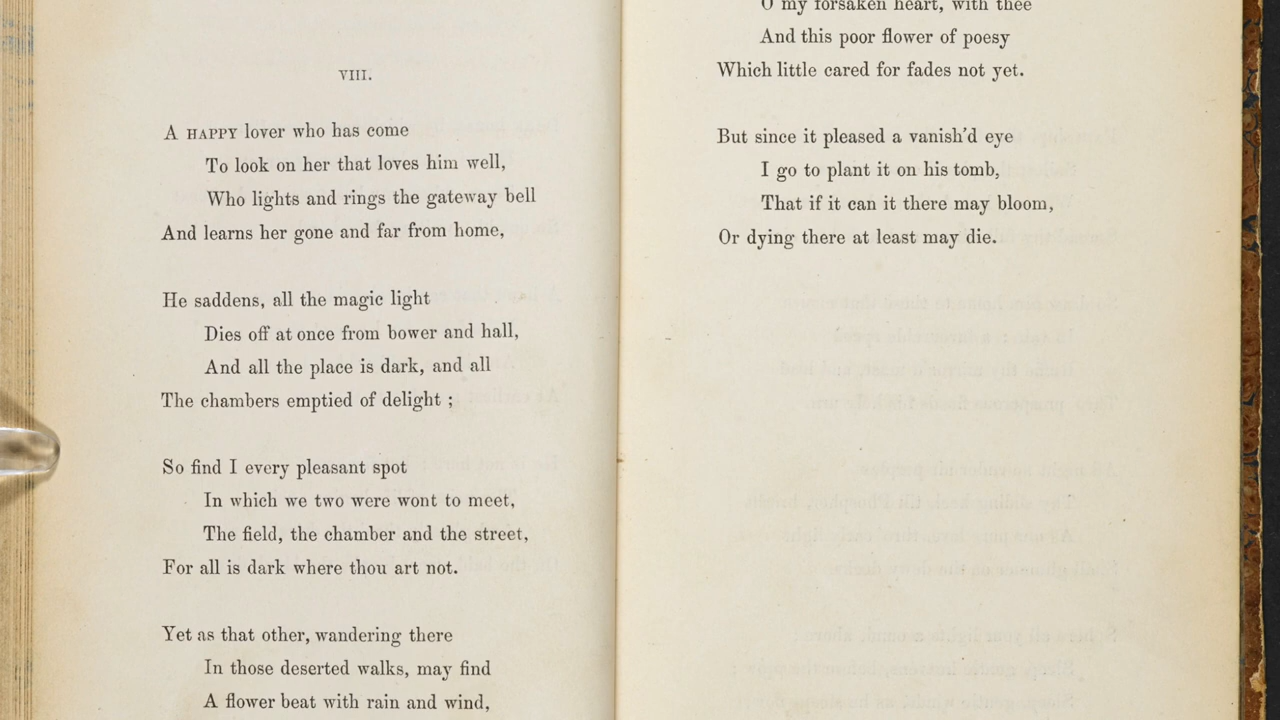 VIII.
A HAPPY lover who has come
To look on her that loves him well,
Who lights and rings the gateway bell
And learns her gone and far from home,
He saddens, all the magic light
Dies off at once from bower and hall,
And all the place is dark, and all
The chambers emptied of delight ;
So find I every pleasant spot
In which we two were wont to meet,
The field, the chamber and the street,
For all is dark where thou art not.
Yet as that other, wandering there
In those deserted walks, may find
A flower beat with rain and wind,
O my forsaken heart, with thee
And this poor flower of poesy
Which little cared for fades not yet.
But since it pleased a vanish'd eye
I go to plant it on his tomb,
That if it can it there may bloom,
Or dying there at least may die.